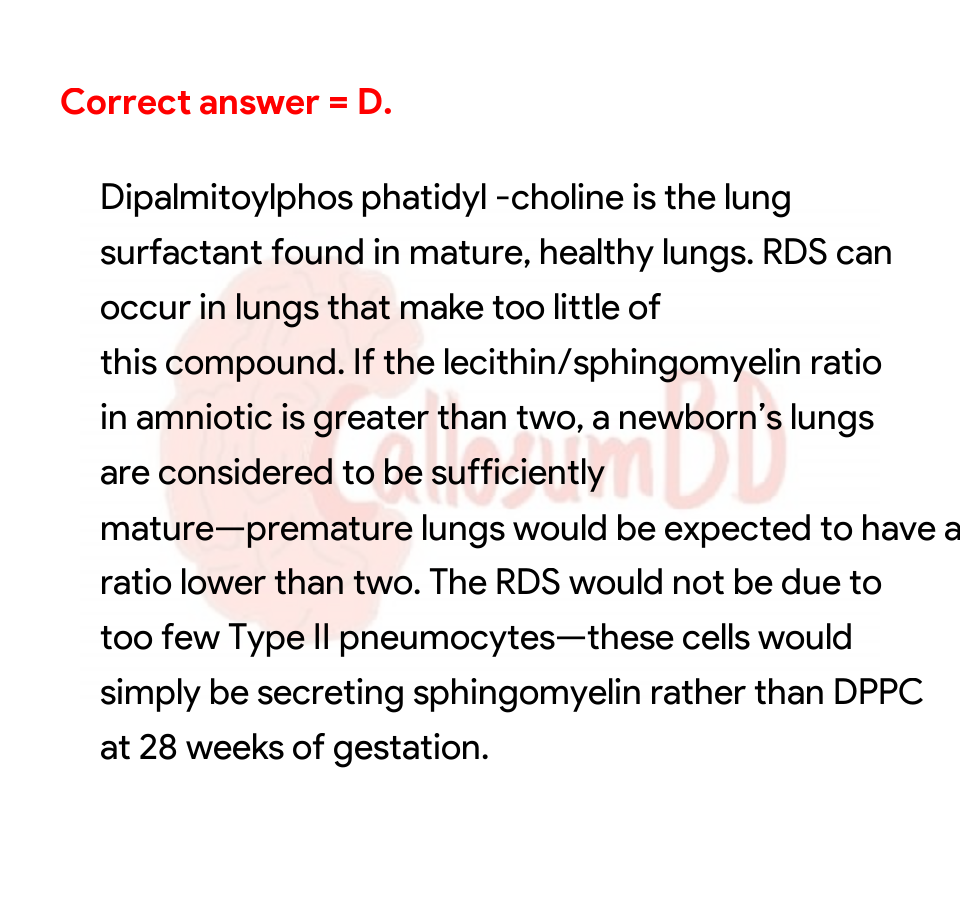 Correct answer = D.
Dipalmitoylphos phatidyl -choline is the lung
surfactant found in mature, healthy lungs. RDS can
occur in lungs that make too little of
this compound. If the lecithin/sphingomyelin ratio
in amniotic is greater than two, a newborn’s lungs
CallosumBD
are considered to be sufficiently
mature—premature lungs would be expected to have a
ratio lower than two. The RDS would not be due to
too few Type II pneumocytes—these cells would
simply be secreting sphingomyelin rather than DPPC
at 28 weeks of gestation.